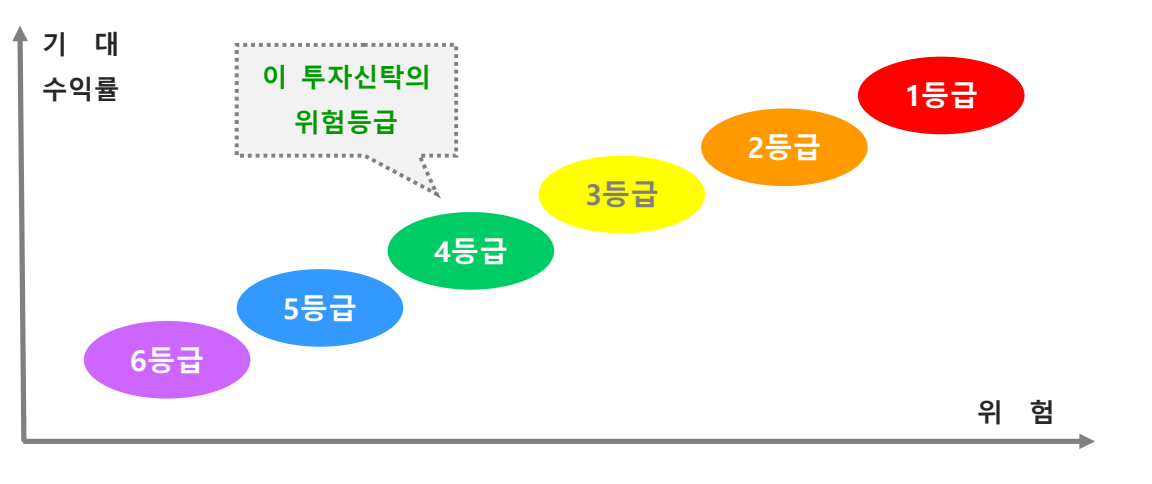 기 대
수익률
이 투자신탁의
위험등급
1등급
2등급
3등급
4등급
5등급
6등급
위 험